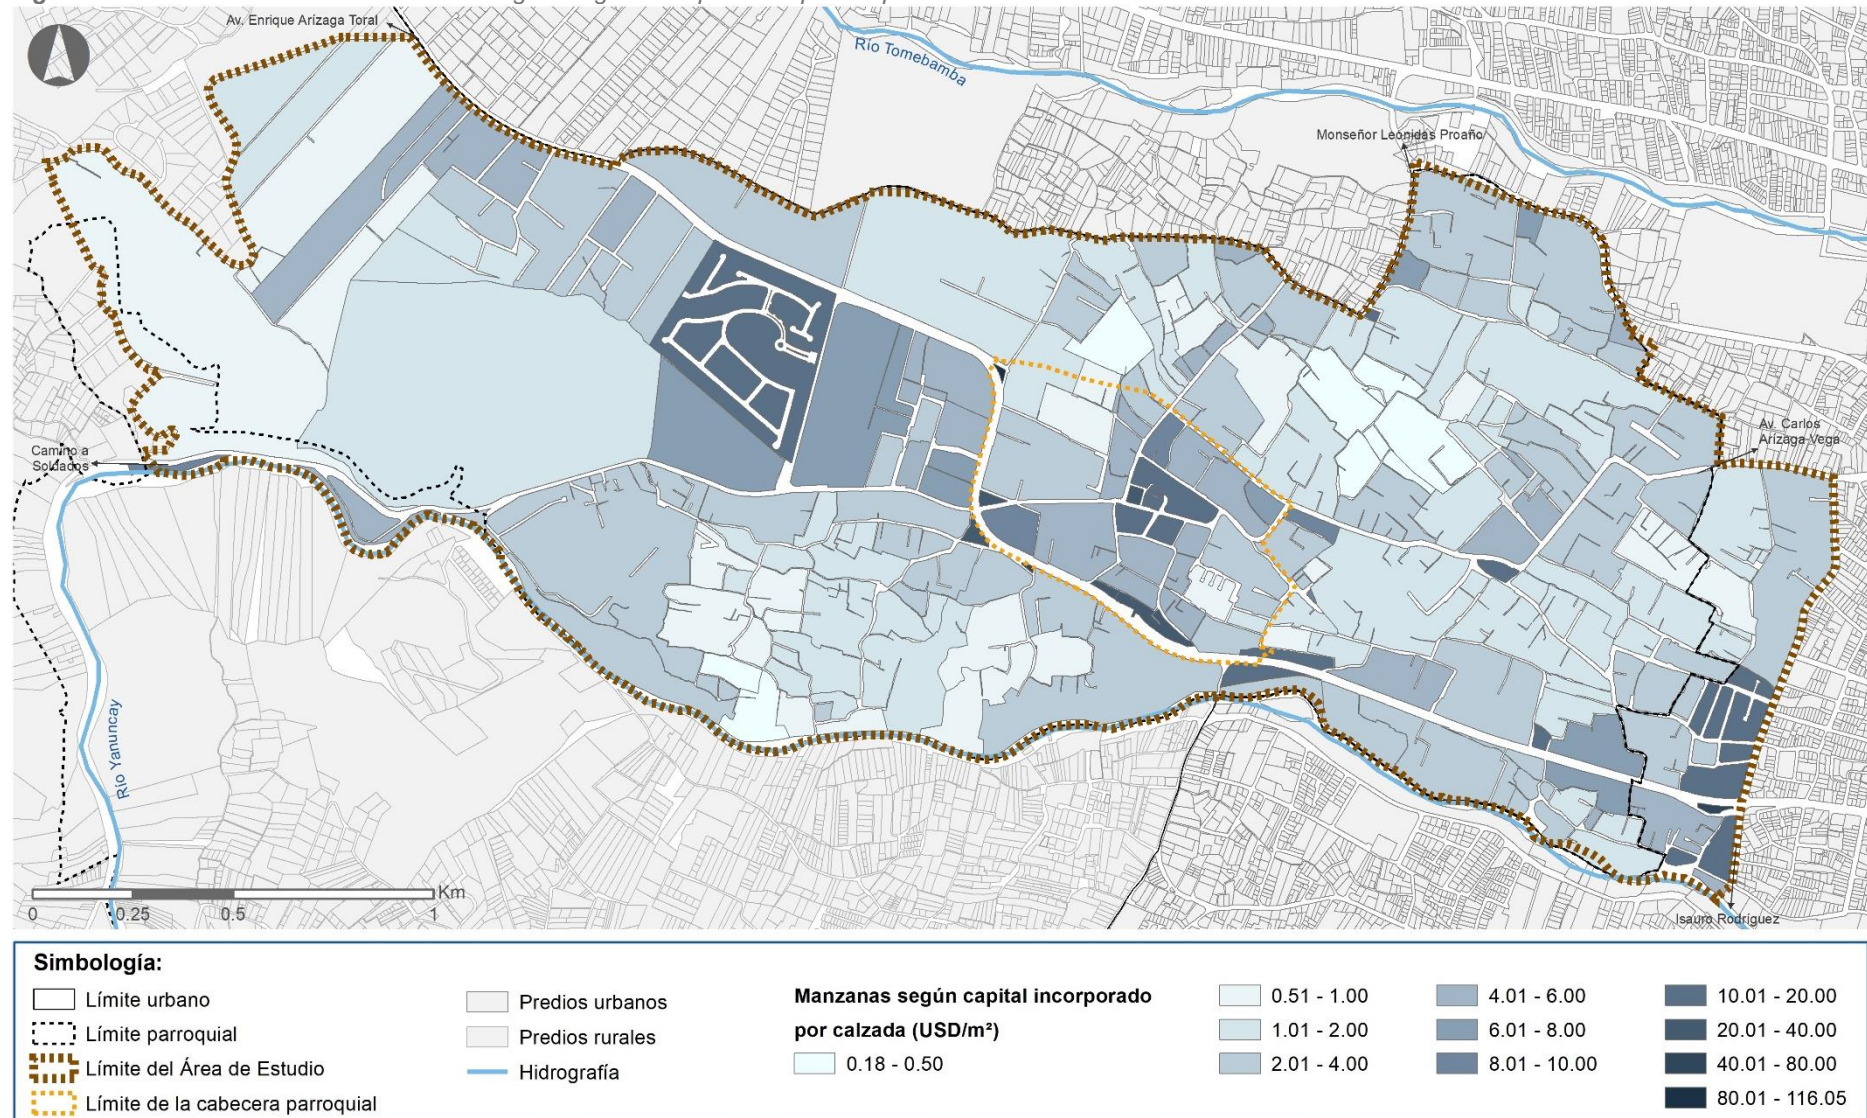 Av. Enrique Arízaga Toral
Río Tomebamba
Monseñor Leonidas Proaño
Av. Carlos
Arízaga Vega
Camino a
Soldados
Río Yanuncay
Km
0 0.25 0.5 1
Isauro Rodríguez
Simbología:
Límite urbano
Límite parroquial
Límite del Área de Estudio
Límite de la cabecera parroquial
Predios urbanos
Predios rurales
Hidrografía
Manzanas según capital incorporado
por calzada (USD/m²)
0.18 - 0.50
0.51 - 1.00
1.01 - 2.00
2.01 - 4.00
4.01 - 6.00
6.01 - 8.00
8.01 - 10.00
10.01 - 20.00
20.01 - 40.00
40.01 - 80.00
80.01 - 116.05